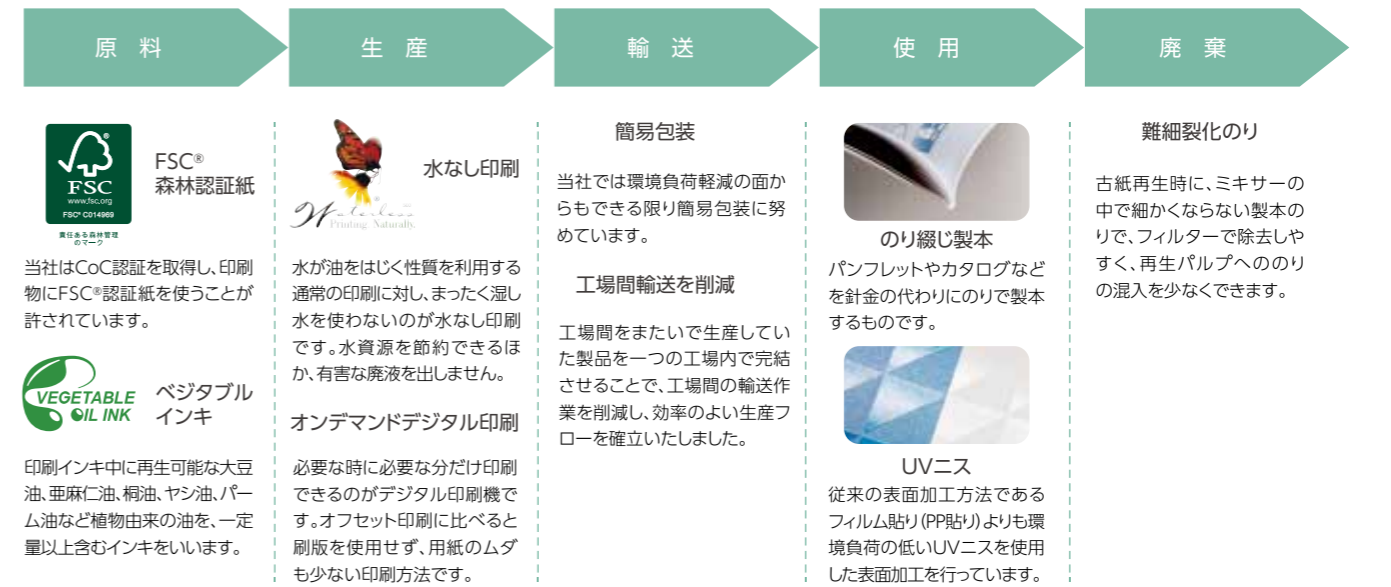 原 料
生 産
輸 送
使 用
廃 棄
FSC
www.fsc.org
FSC® C014969
責任ある森林管理
のマーク
FSC®
森林認証紙
当社はCoC認証を取得し、印刷
物にFSC®認証紙を使うことが
許されています。
VEGETABLE
OIL INK
ベジタブル
インキ
印刷インキ中に再生可能な大豆
油、亜麻仁油、桐油、ヤシ油、パー
ム油など植物由来の油を、一定
量以上含むインキをいいます。
Waterless
Printing. Naturally.
水なし印刷
水が油をはじく性質を利用する
通常の印刷に対し、まったく湿し
水を使わないのが水なし印刷
です。水資源を節約できるほ
か、有害な廃液を出しません。
オンデマンドデジタル印刷
必要な時に必要な分だけ印刷
できるのがデジタル印刷機で
す。オフセット印刷に比べると
刷版を使用せず、用紙のムダ
も少ない印刷方法です。
簡易包装
当社では環境負荷軽減の面か
らもできる限り簡易包装に努
めています。
工場間輸送を削減
工場間をまたいで生産してい
た製品を一つの工場内で完結
させることで、工場間の輸送作
業を削減し、効率のよい生産フ
ローを確立いたしました。
のり綴じ製本
パンフレットやカタログなど
を針金の代わりにのりで製本
するものです。
UVニス
従来の表面加工方法である
フィルム貼り(PP貼り)よりも環
境負荷の低いUVニスを使用
した表面加工を行っています。
難細裂化のり
古紙再生時に、ミキサーの
中で細かくならない製本の
りで、フィルターで除去しや
すく、再生パルプへののり
の混入を少なくできます。